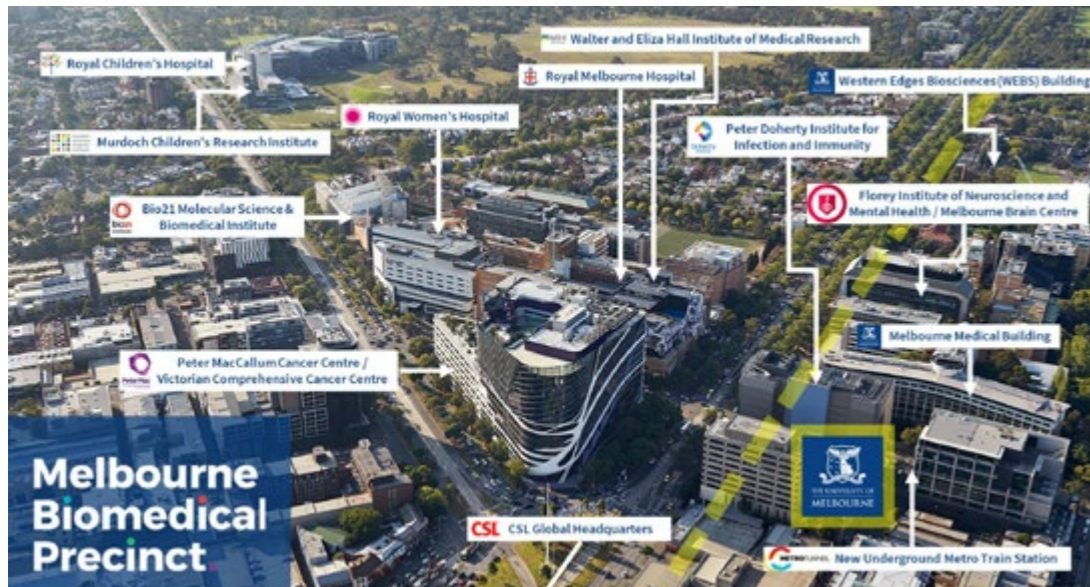 Walter and Eliza Hall Institute of Medical Research
Royal Children's Hospital
Royal Melbourne Hospital
Western Edges Biosciences (WEBS) Building
Royal Women's Hospital
Murdoch Children's Research Institute
Peter Doherty Institute for
Infection and Immunity
Florey Institute of Neuroscience and
Mental Health / Melbourne Brain Centre
Bio21 Molecular Science &
Biomedical Institute
Melbourne Medical Building
Peter MacCallum Cancer Centre /
Victorian Comprehensive Cancer Centre
Melbourne
Biomedical
Precinct.
THE UNIVERSITY OF
MELBOURNE
CSL CSL Global Headquarters
METROTUNNEL New Underground Metro Train Station